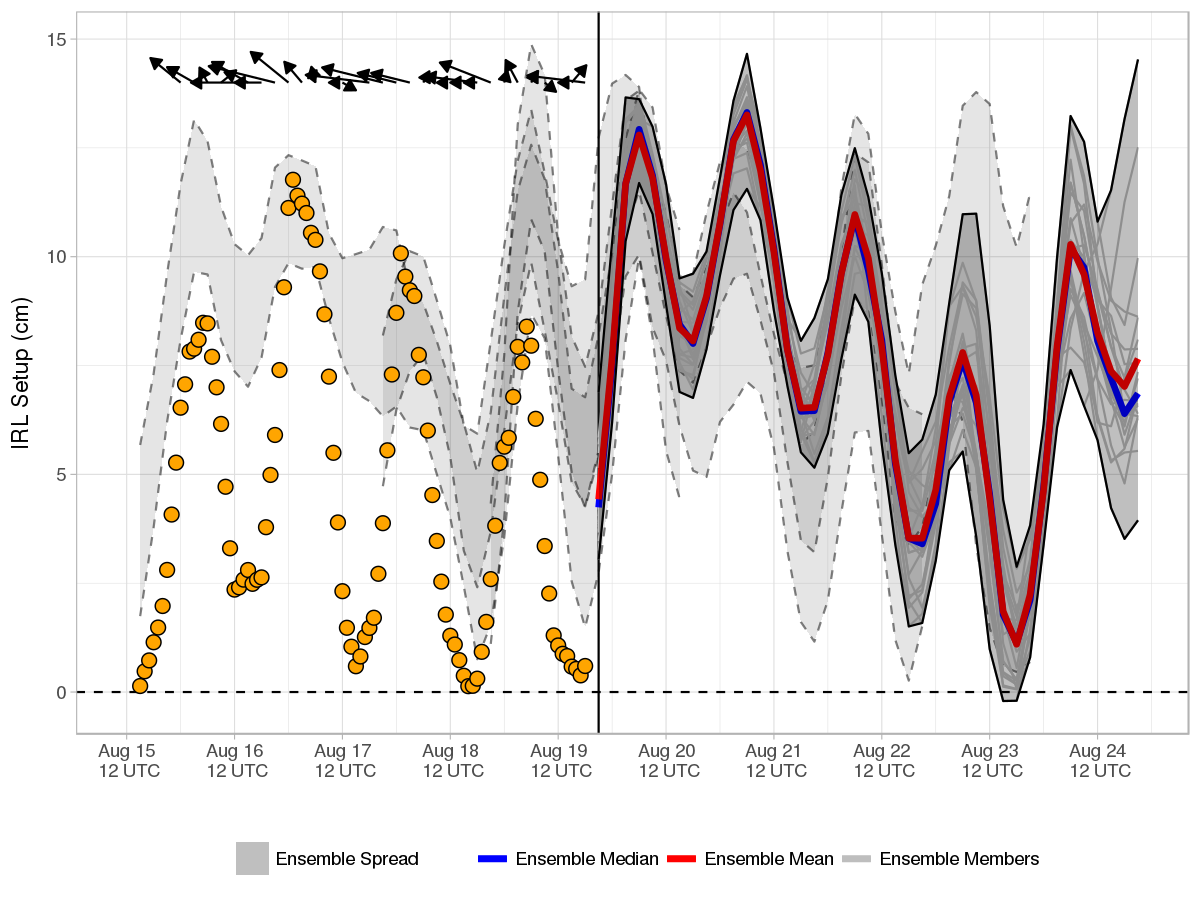 15
10
5
0
IRL Setup (cm)
Aug 15 Aug 16 Aug 17 Aug 18 Aug 19 Aug 20 Aug 21 Aug 22 Aug 23 Aug 24
12 UTC 12 UTC 12 UTC 12 UTC 12 UTC 12 UTC 12 UTC 12 UTC 12 UTC 12 UTC
Ensemble Spread Ensemble Median Ensemble Mean Ensemble Members